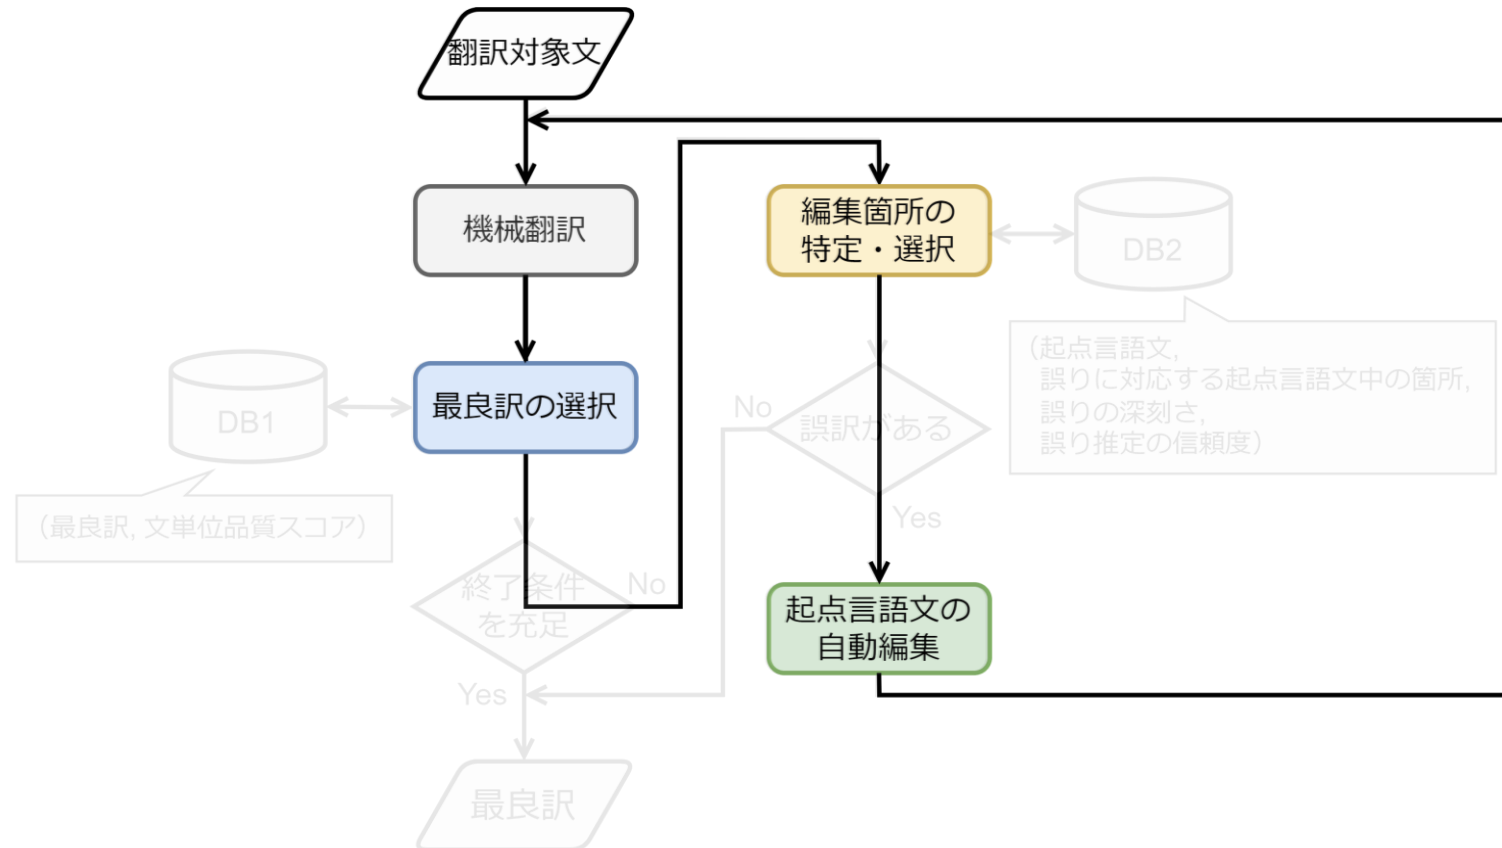 翻訳対象文
機械翻訳
最良訳の選択
DB1
（最良訳, 文単位品質スコア）
終了条件
を充足
No
Yes
最良訳
編集箇所の
特定・選択
DB2
（起点言語文,
誤りに対応する起点言語文中の箇所,
誤りの深刻さ,
誤り推定の信頼度）
誤訳がある
No
Yes
起点言語文の
自動編集